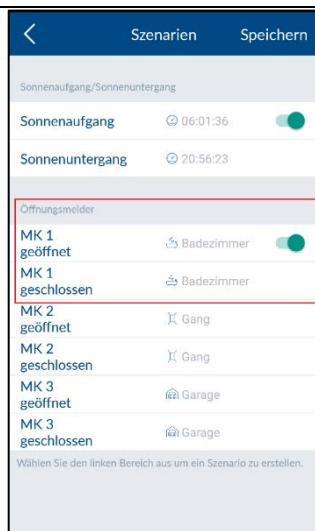 Szenarien Speichern
Sonnenaufgang/Sonnenuntergang
Sonnenaufgang 06:01:36
Sonnenuntergang 20:56:23
Öffnungsmelder
MK 1
geöffnet Badezimmer
MK 1
geschlossen Badezimmer
MK 2
geöffnet Gang
MK 2
geschlossen Gang
MK 3
geöffnet Garage
MK 3
geschlossen Garage
Wählen Sie den linken Bereich aus um ein Szenario zu erstellen.